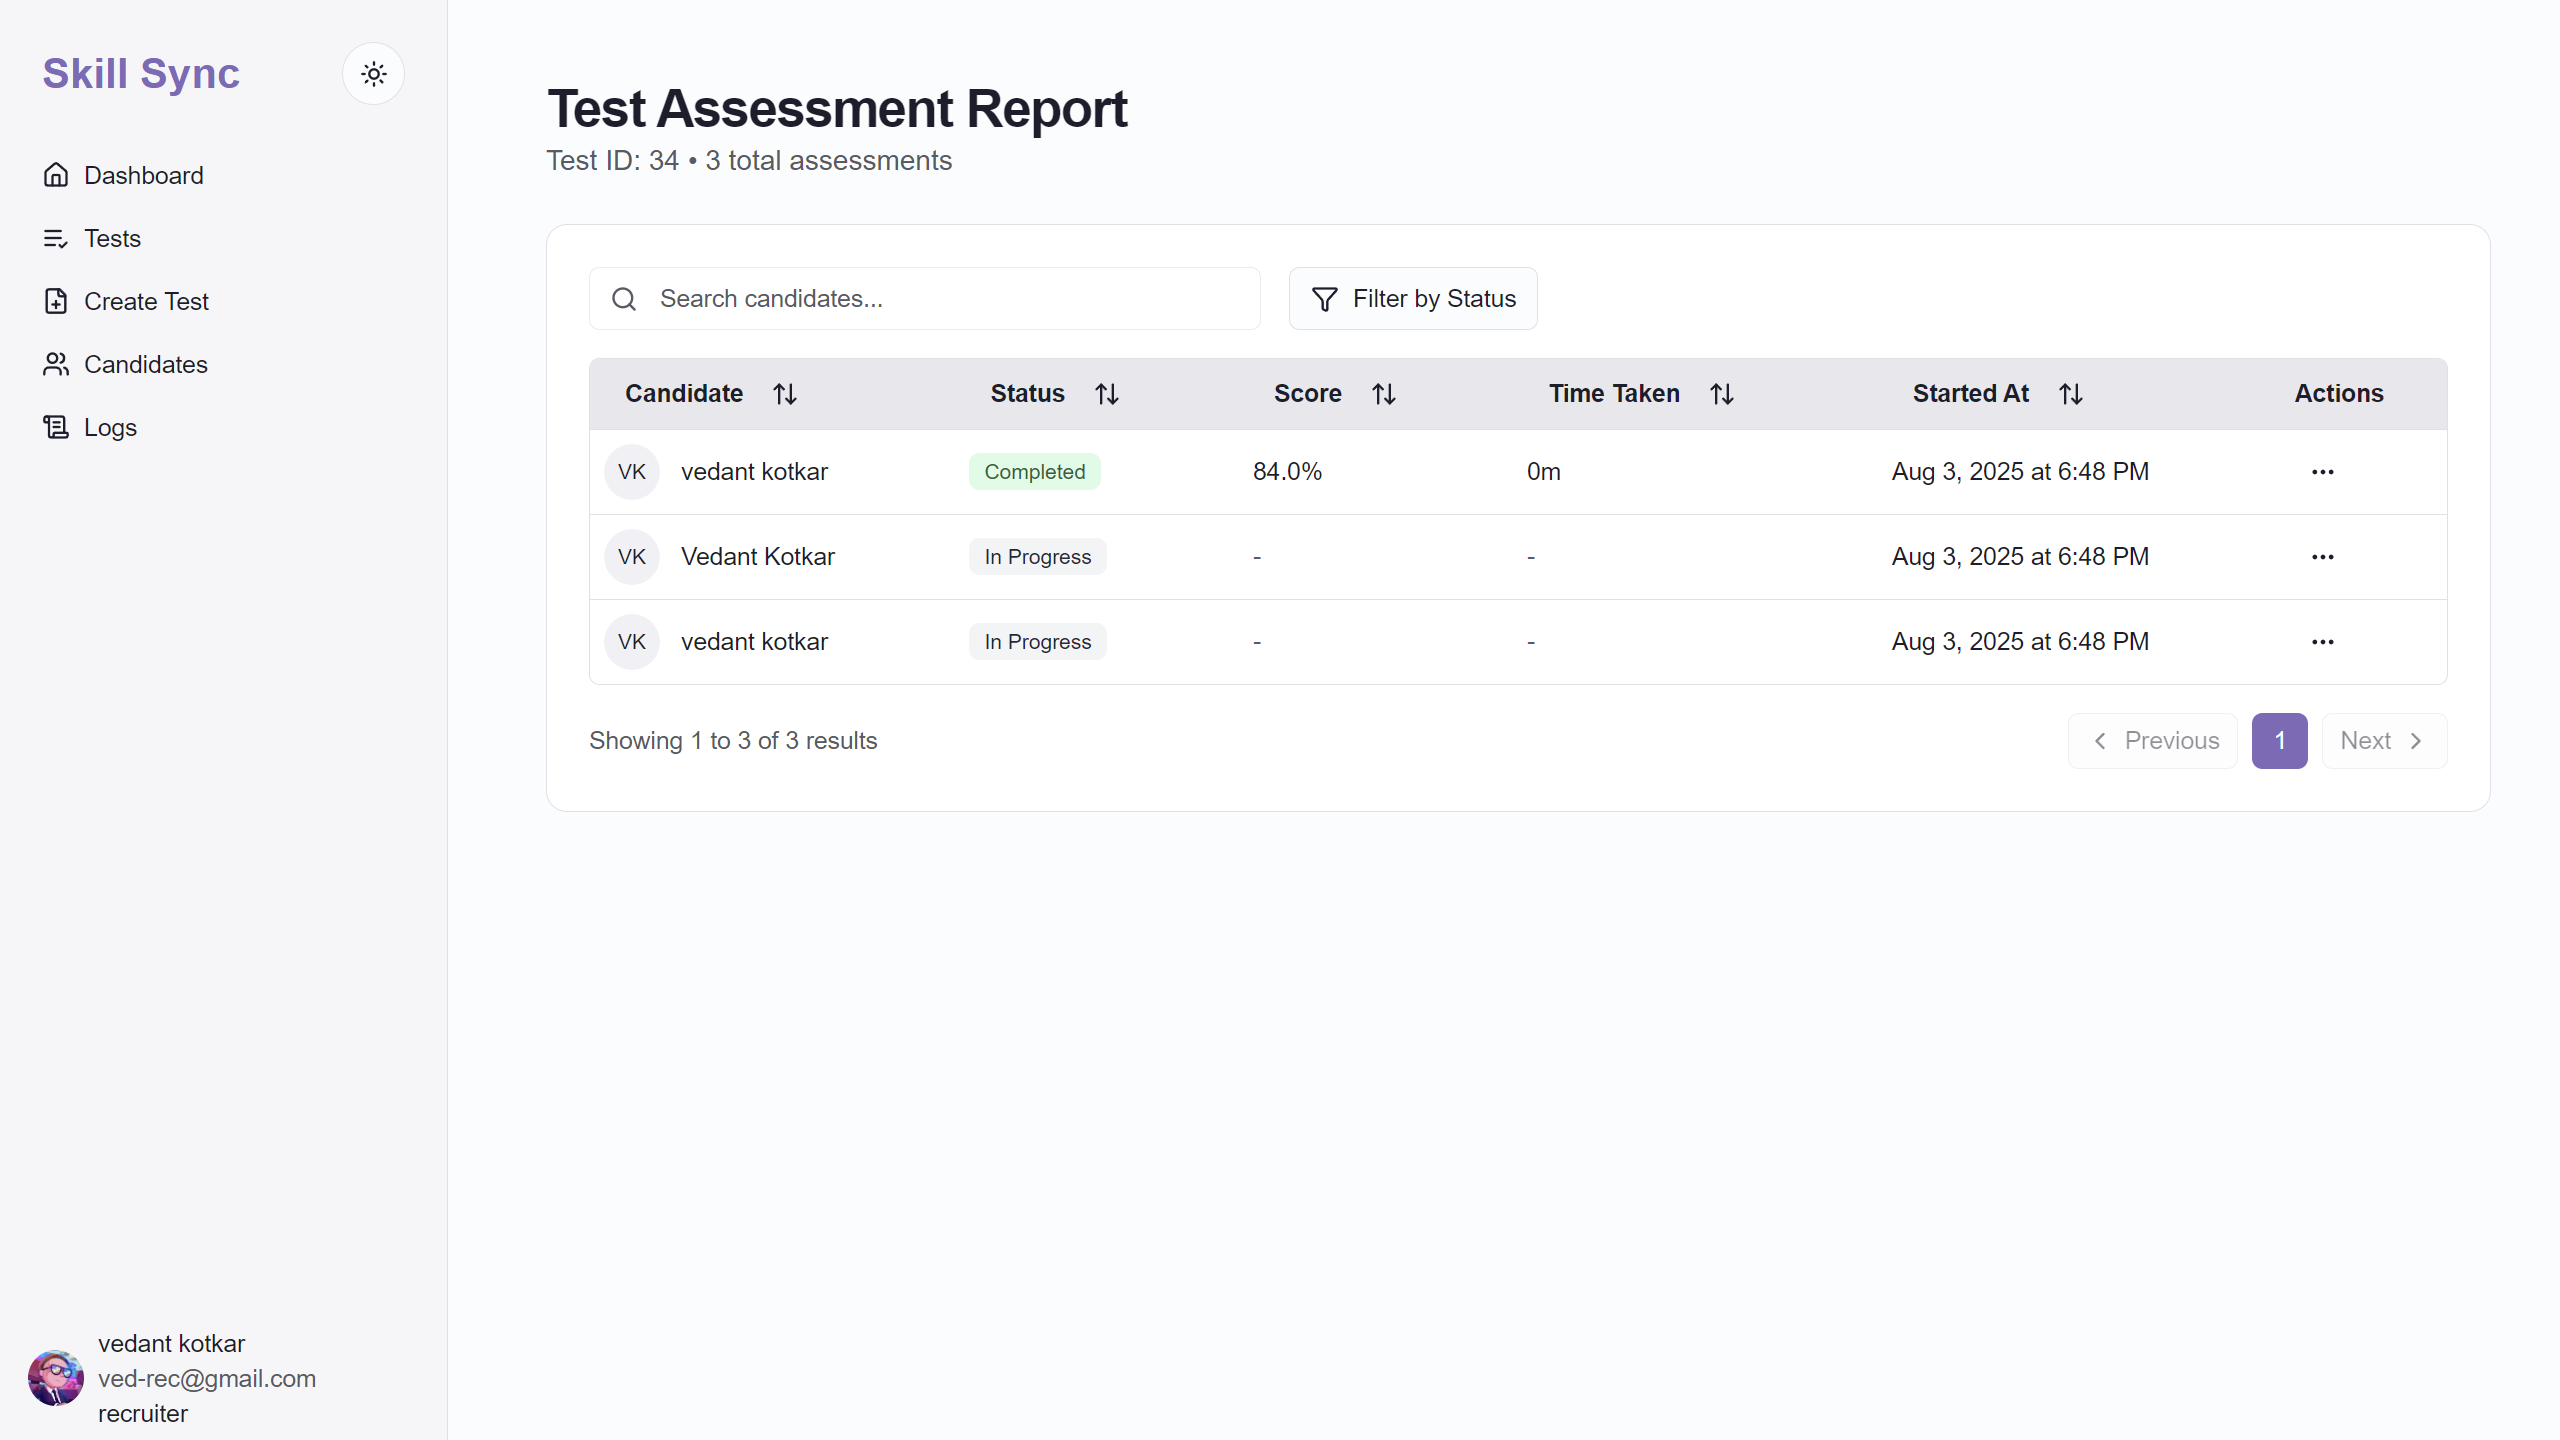 Skill Sync
Dashboard
Tests
Create Test
Candidates
Logs
vedant kotkar
ved-rec@gmail.com
recruiter
Test Assessment Report
Test ID: 34 • 3 total assessments
Search candidates...
Filter by Status
Candidate Status Score Time Taken Started At Actions
VK vedant kotkar Completed 84.0% 0m Aug 3, 2025 at 6:48 PM
VK Vedant Kotkar In Progress - - Aug 3, 2025 at 6:48 PM
VK vedant kotkar In Progress - - Aug 3, 2025 at 6:48 PM
Showing 1 to 3 of 3 results
Previous 1 Next